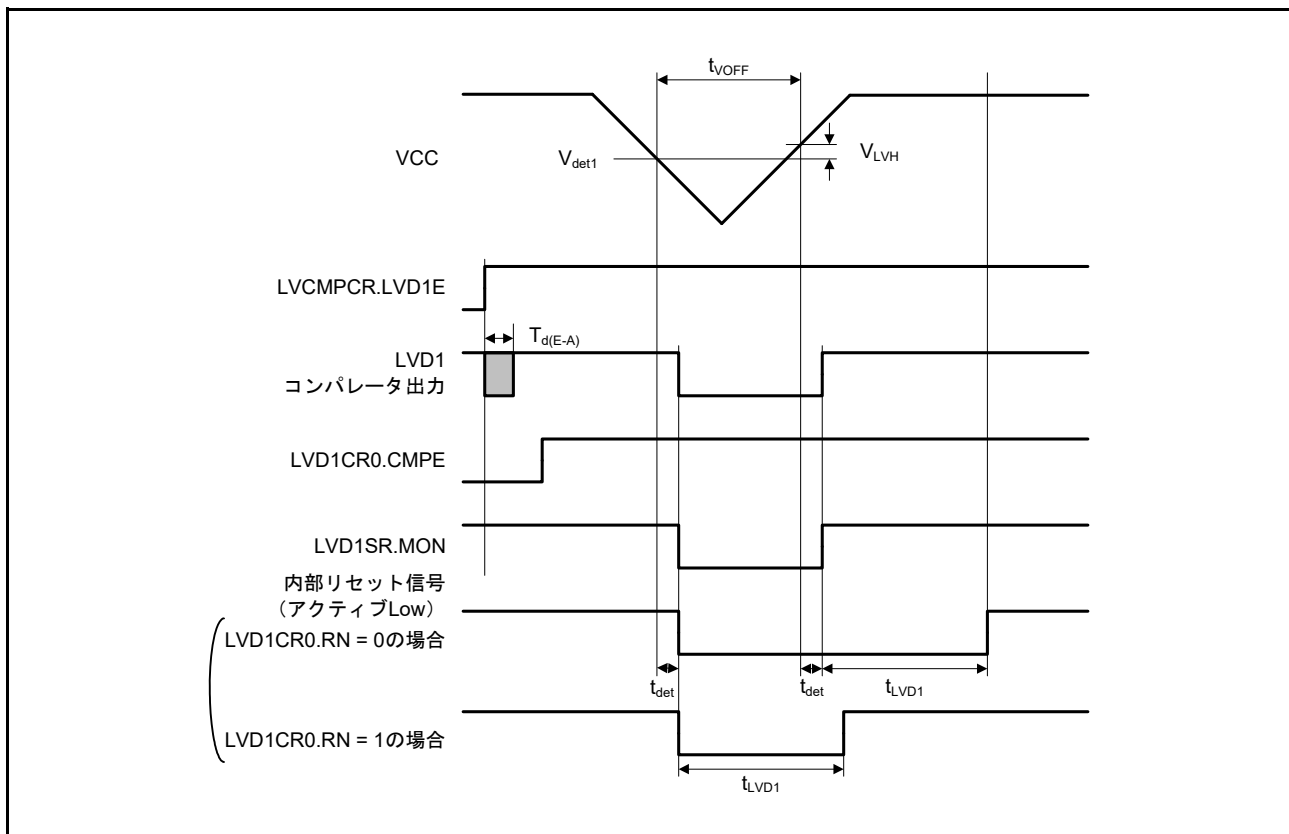 tVOFF
VCC
Vdet1
VLVH
LVCMPCR.LVD1E
Td(E-A)
LVD1
コンパレータ出力
LVD1CR0.CMPE
LVD1SR.MON
内部リセット信号
（アクティブLow）
LVD1CR0.RN = 0の場合
tdet
tdet
tLVD1
LVD1CR0.RN = 1の場合
tLVD1